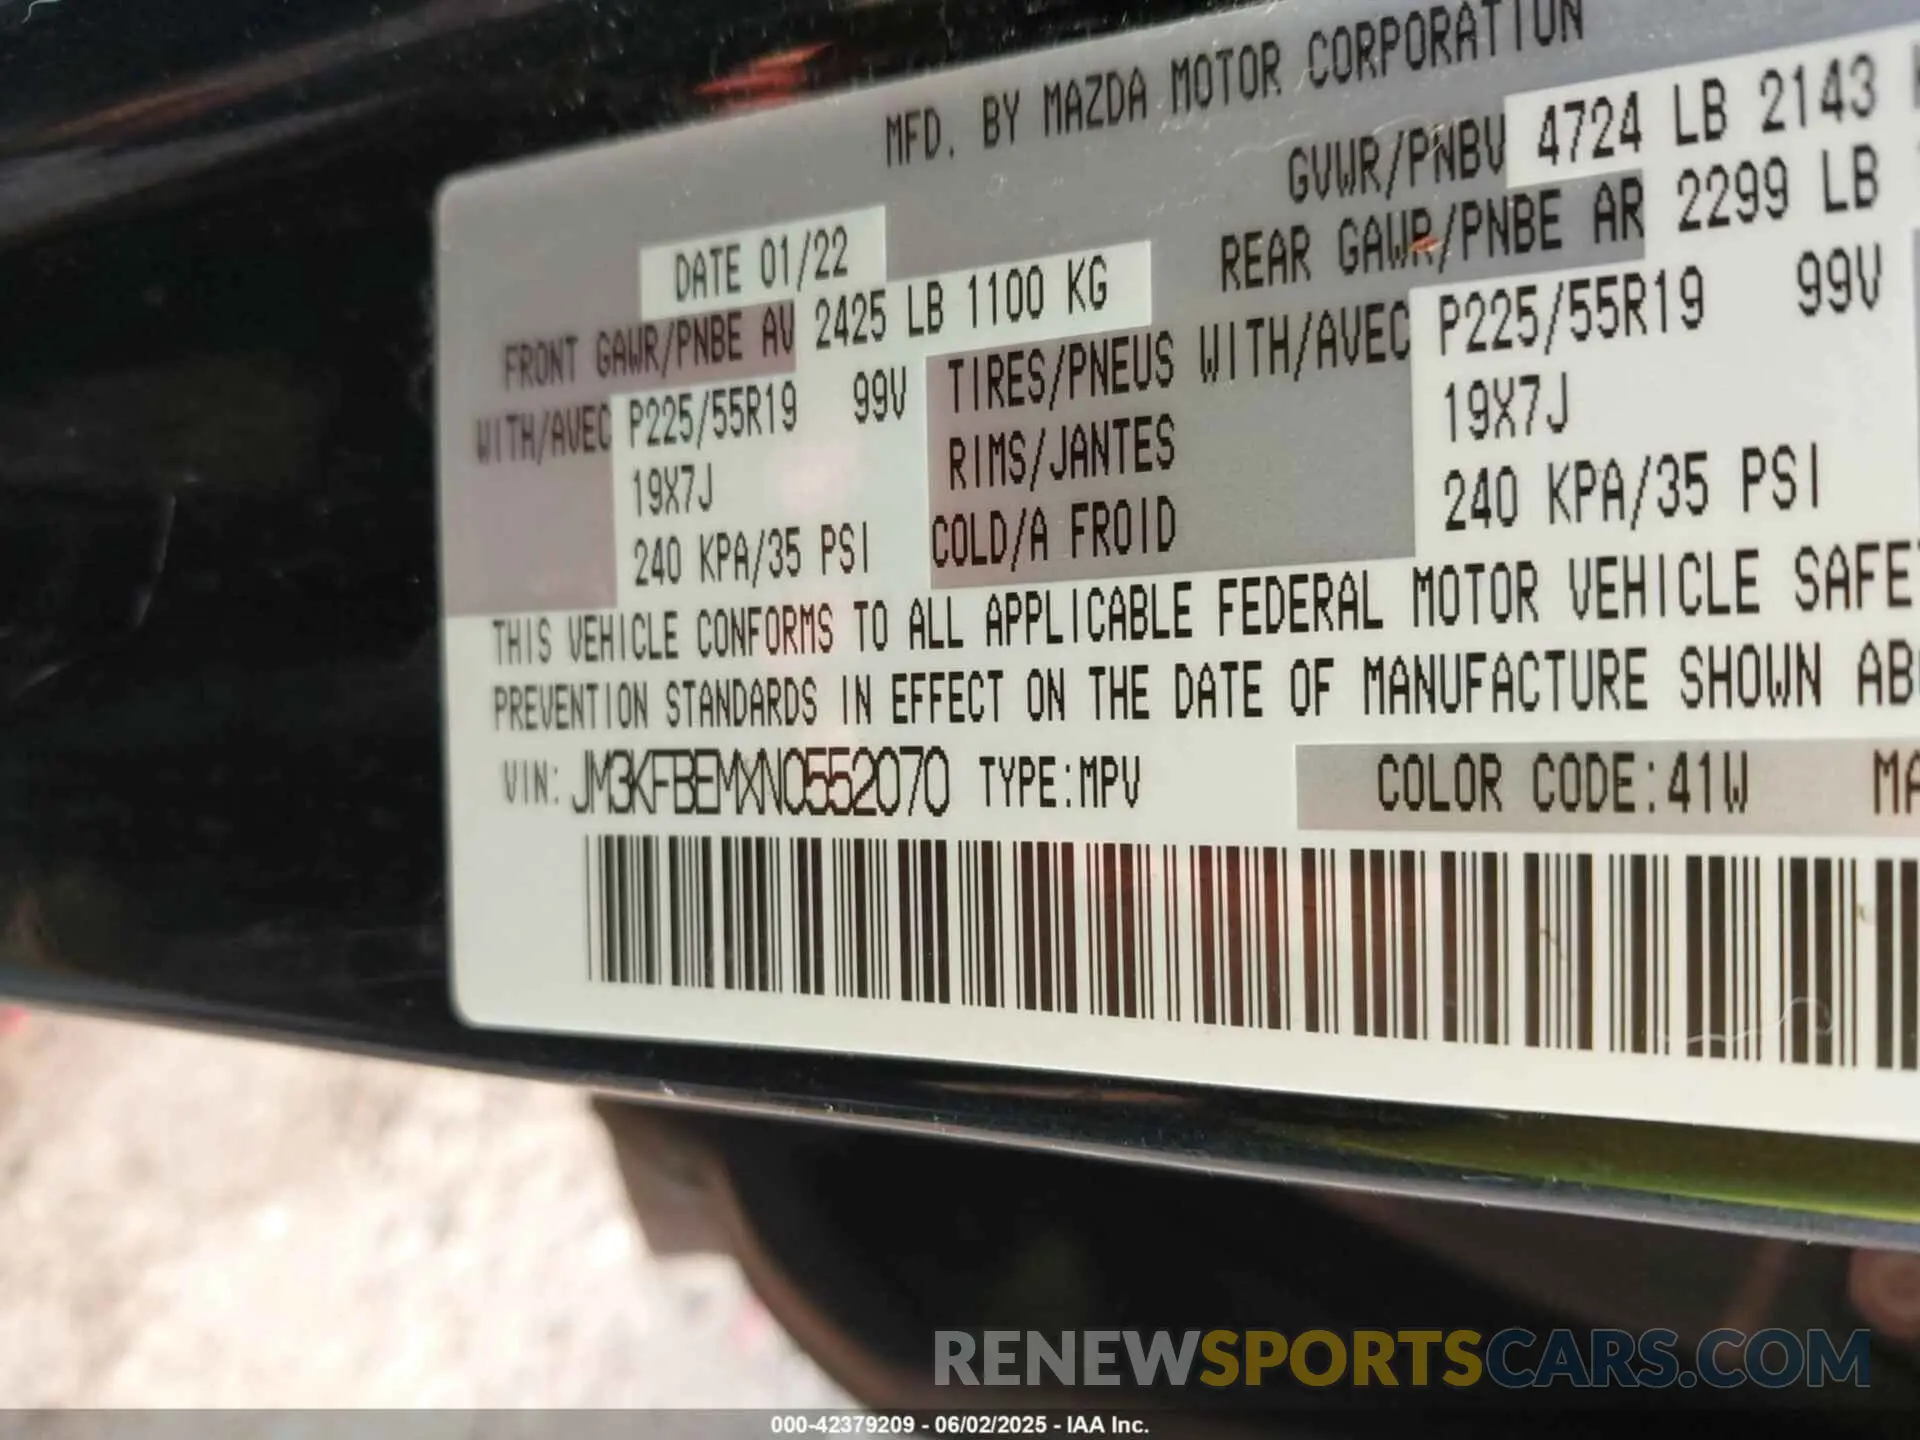 MFD. BY MAZDA MOTOR CORPORATION
GVWR/PNBV 4724 LB 2143
DATE 01/22
REAR GAWR/PNBE AR 2299 LB
FRONT GAWR/PNBE AV 2425 LB 1100 KG
TIRES/PNEUS WITH/AVEC P225/55R19 99V
WITH/AVEC P225/55R19 99V
RIMS/JANTES 19X7J
19X7J
COLD/A FROID 240 KPA/35 PSI
240 KPA/35 PSI
THIS VEHICLE CONFORMS TO ALL APPLICABLE FEDERAL MOTOR VEHICLE SAFE
PREVENTION STANDARDS IN EFFECT ON THE DATE OF MANUFACTURE SHOWN AB
VIN: JM3KFBEMXN0552070 TYPE:MPV COLOR CODE:41W MA
RENEWSPORTSCARS.COM
000-42379209 - 06/02/2025 - IAA Inc.